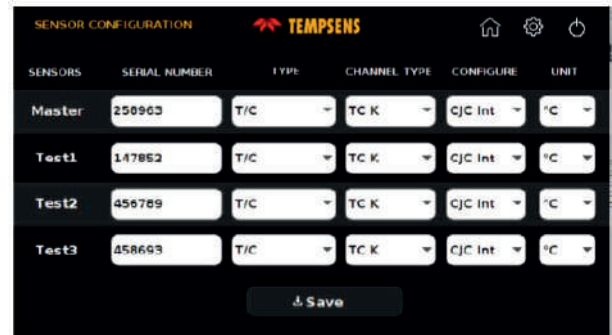 SENSOR CONFIGURATION TEMPSENS
SENSORS SERIAL NUMBER TYPE CHANNEL TYPE CONFIGURE UNIT
Master 258963 T/C TC K CJC Int °C
Test1 147852 T/C TC K CJC Int °C
Test2 456789 T/C TC K CJC Int °C
Test3 458693 T/C TC K CJC Int °C
Save